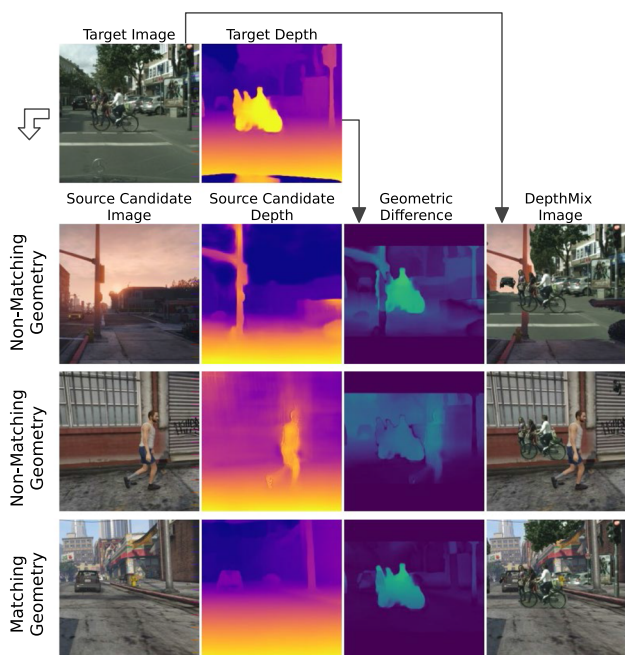 Target Image
Target Depth
Source Candidate
Image
Source Candidate
Depth
Geometric
Difference
DepthMix
Image
Non-Matching
Geometry
Non-Matching
Geometry
Matching
Geometry